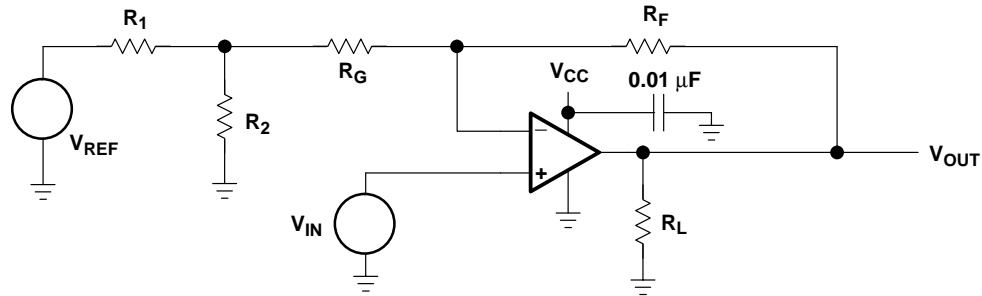 R1
RF
RG
VCC
0.01 µF
R2
VREF
VOUT
VIN
RL
−
+